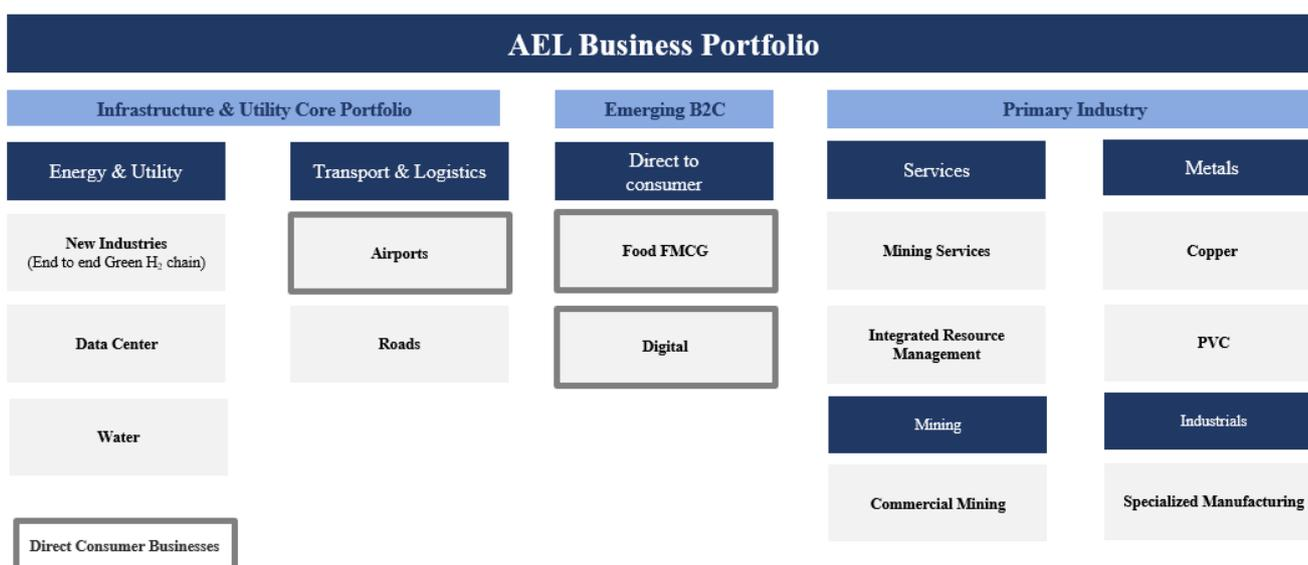 AEL Business Portfolio
Infrastructure & Utility Core Portfolio
Emerging B2C
Primary Industry
Energy & Utility
Transport & Logistics
Direct to
consumer
Services
Metals
New Industries
(End to end Green H₂ chain)
Airports
Food FMCG
Mining Services
Copper
Data Center
Roads
Digital
Integrated Resource
Management
PVC
Water
Mining
Industrials
Commercial Mining
Specialized Manufacturing
Direct Consumer Businesses